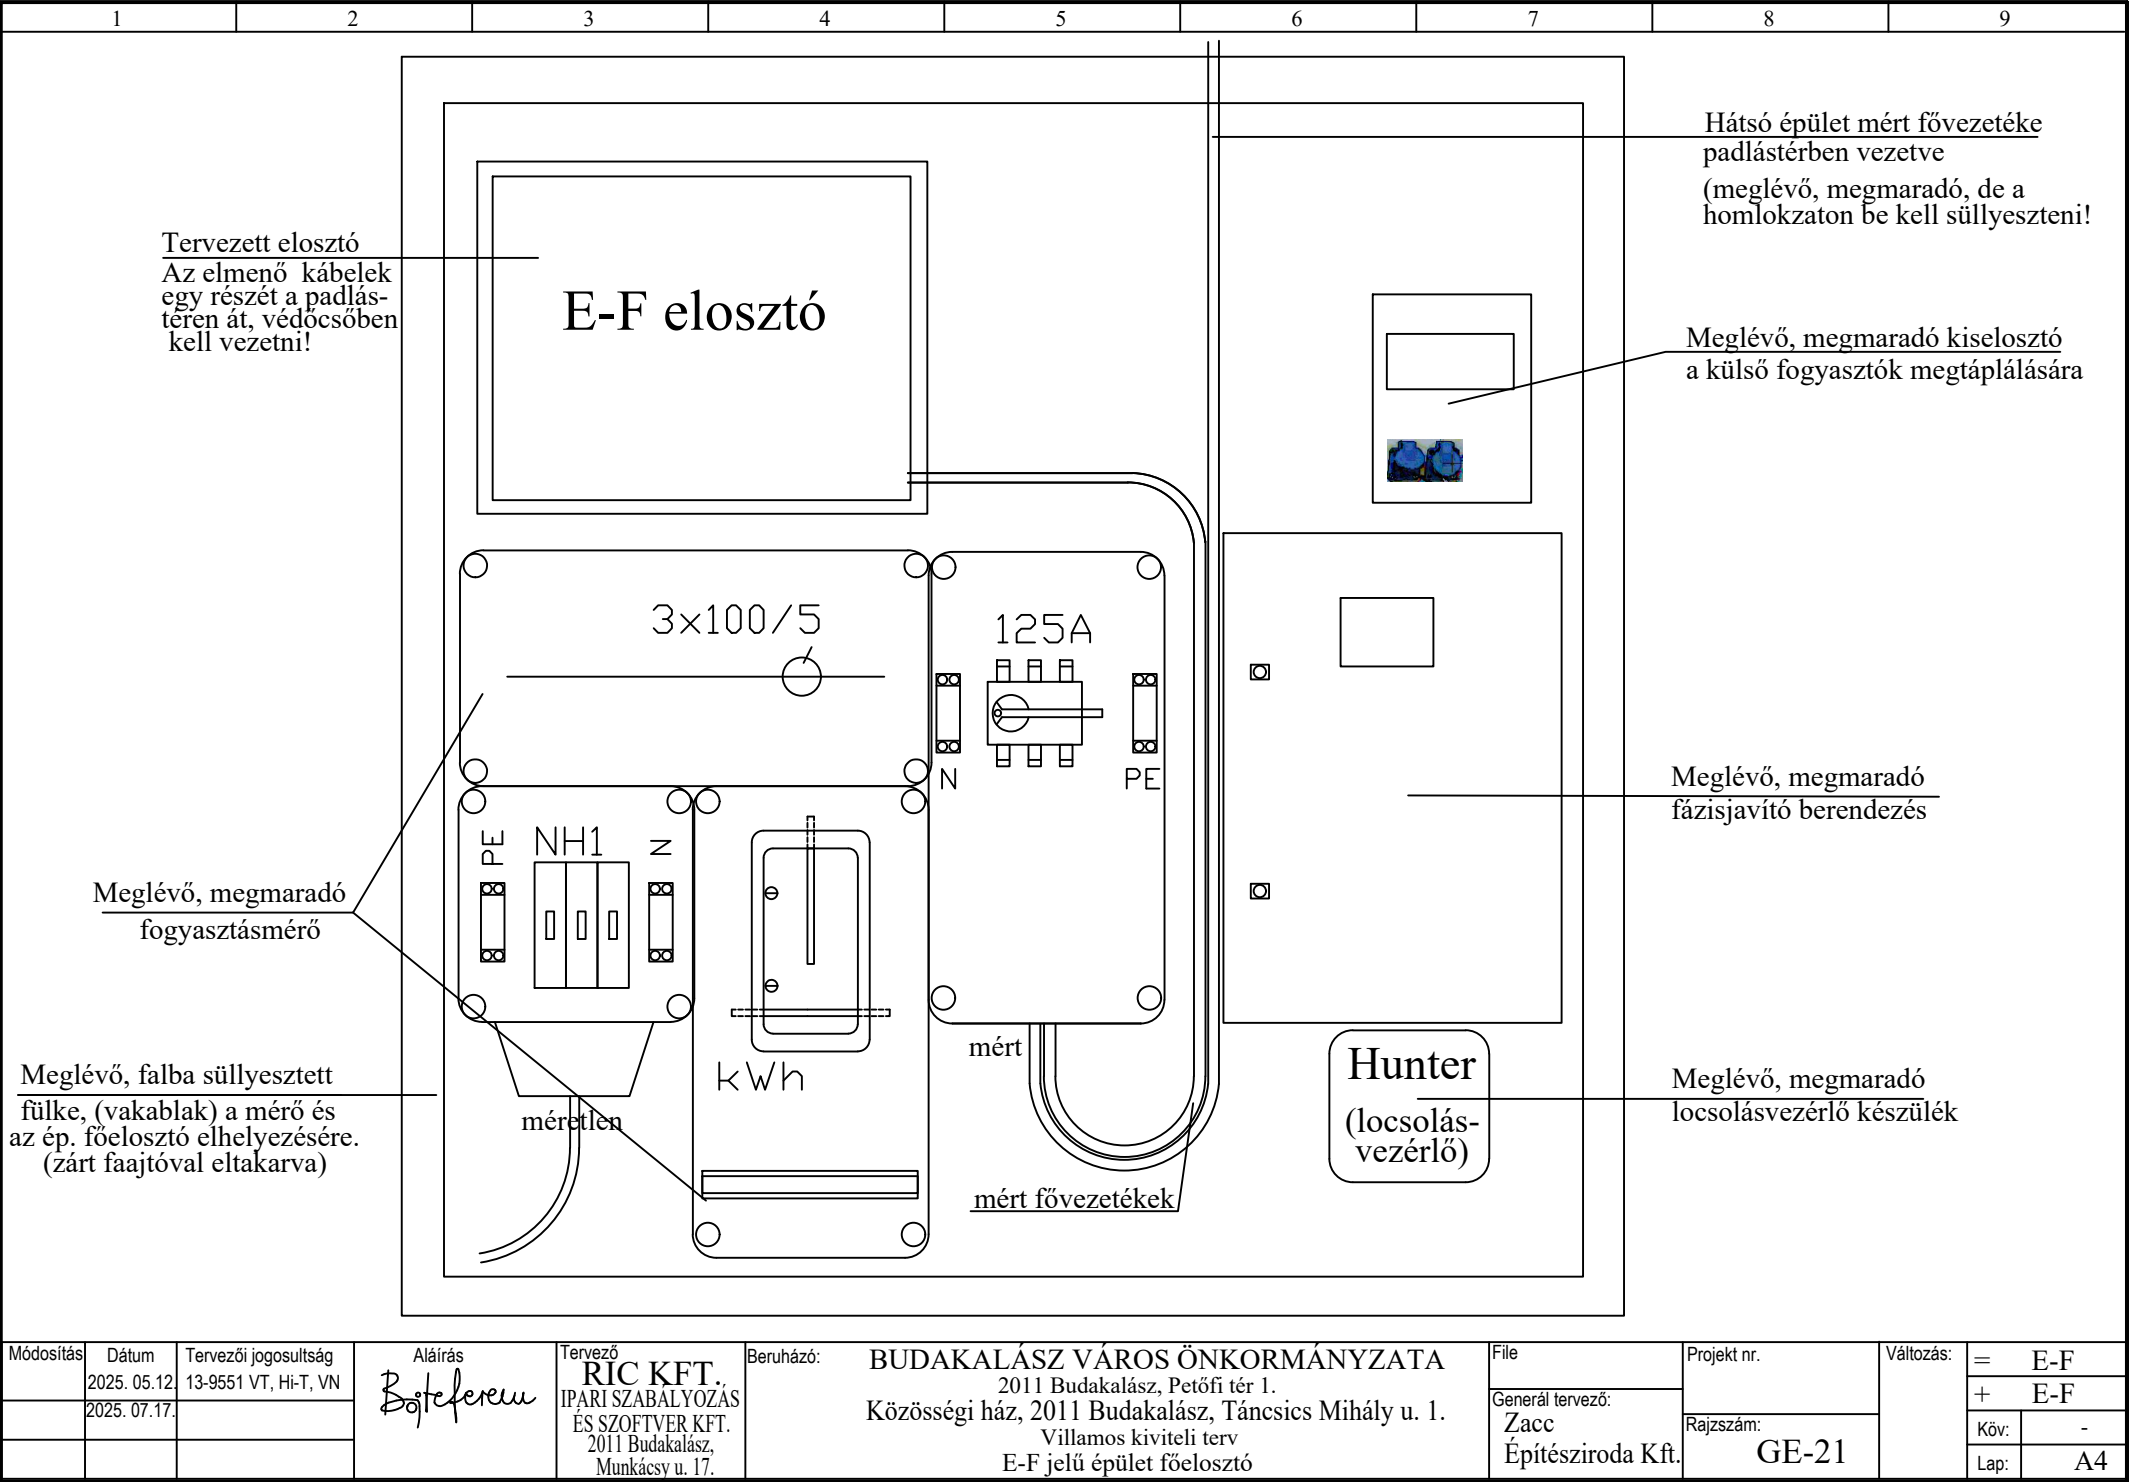 1 2 3 4 5 6 7 8 9
Hátsó épület mért fővezetéke
padlástérben vezetve
(meglévő, megmaradó, de a
homlokzaton be kell süllyeszteni!
Tervezett elosztó
Az elmenő kábelek
egy részét a padlás-
téren át, védőcsőben
kell vezetni!
E-F elosztó
Meglévő, megmaradó kiselosztó
a külső fogyasztók megtáplálására
3x100/5
125A
N
PE
Meglévő, megmaradó
fázisjavító berendezés
PE
NH1
N
Meglévő, megmaradó
fogyasztásmérő
mért
kWh
méretlen
Hunter
(locsolás-
vezérlő)
Meglévő, falba süllyesztett
fülke, (vakablak) a mérő és
az ép. főelosztó elhelyezésére.
(zárt faajtóval eltakarva)
Meglévő, megmaradó
locsolásvezérlő készülék
mért fővezetékek
Módosítás
Dátum
2025. 05.12.
2025. 07.17.
Tervezői jogosultság
13-9551 VT, Hi-T, VN
Aláírás
Tervező
RIC KFT.
IPARI SZABÁLYOZÁS
ÉS SZOFTVER KFT.
2011 Budakalász,
Munkácsy u. 17.
Beruházó:
BUDAKALÁSZ VÁROS ÖNKORMÁNYZATA
2011 Budakalász, Petőfi tér 1.
Közösségi ház, 2011 Budakalász, Táncsics Mihály u. 1.
Villamos kiviteli terv
E-F jelű épület főelosztó
File
Generál tervező:
Zacc
Építésziroda Kft.
Projekt nr.
Rajzszám:
GE-21
Változás:
= E-F
+ E-F
Köv: -
Lap: A4